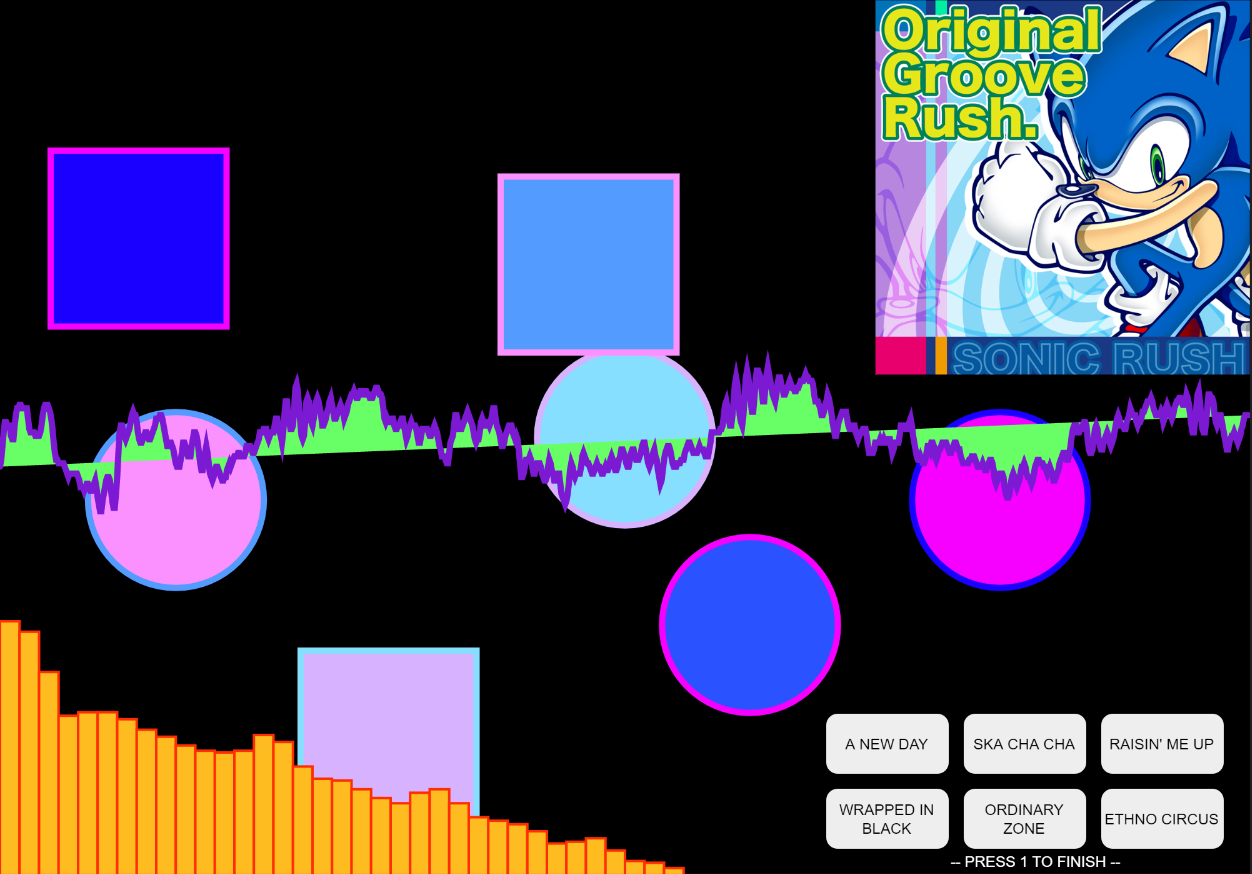 Original
Groove
Rush.
SONIC RUSH
A NEW DAY
SKA CHA CHA
RAISIN' ME UP
WRAPPED IN
BLACK
ORDINARY
ZONE
ETHNO CIRCUS
-- PRESS 1 TO FINISH --